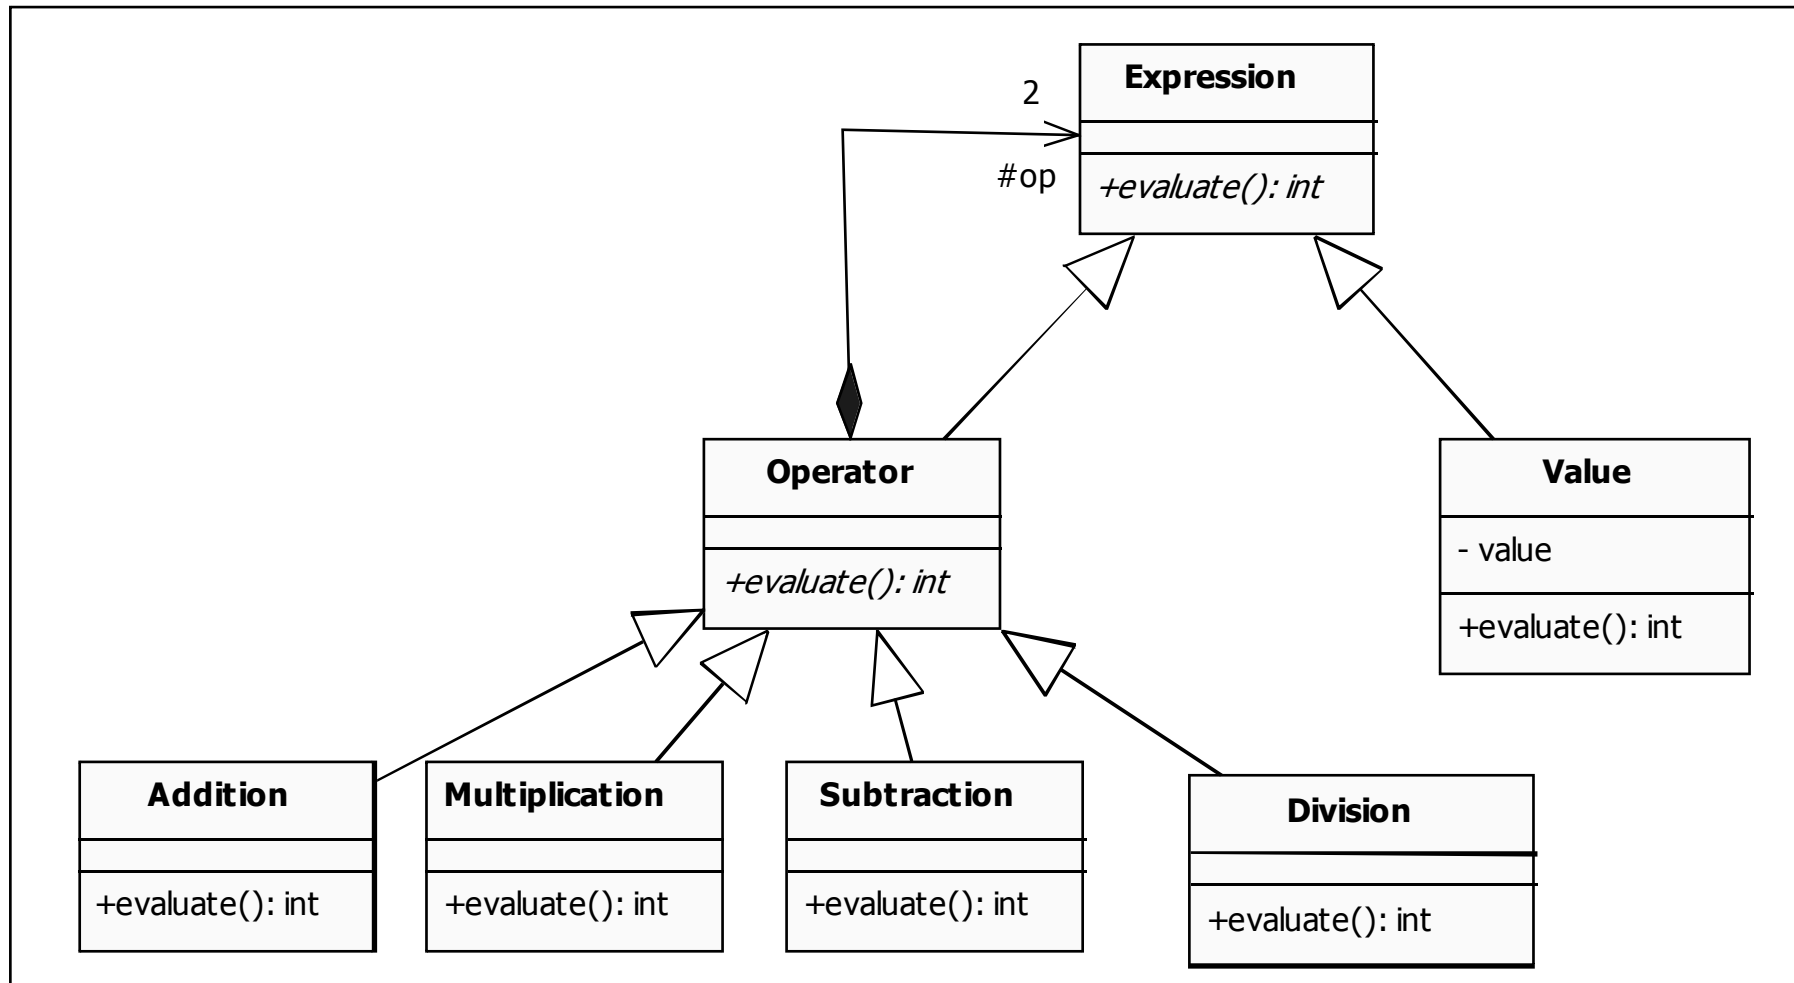 Expression
2
#op
+evaluate(): int
Operator
+evaluate(): int
Value
- value
+evaluate(): int
Addition
+evaluate(): int
Multiplication
+evaluate(): int
Subtraction
+evaluate(): int
Division
+evaluate(): int